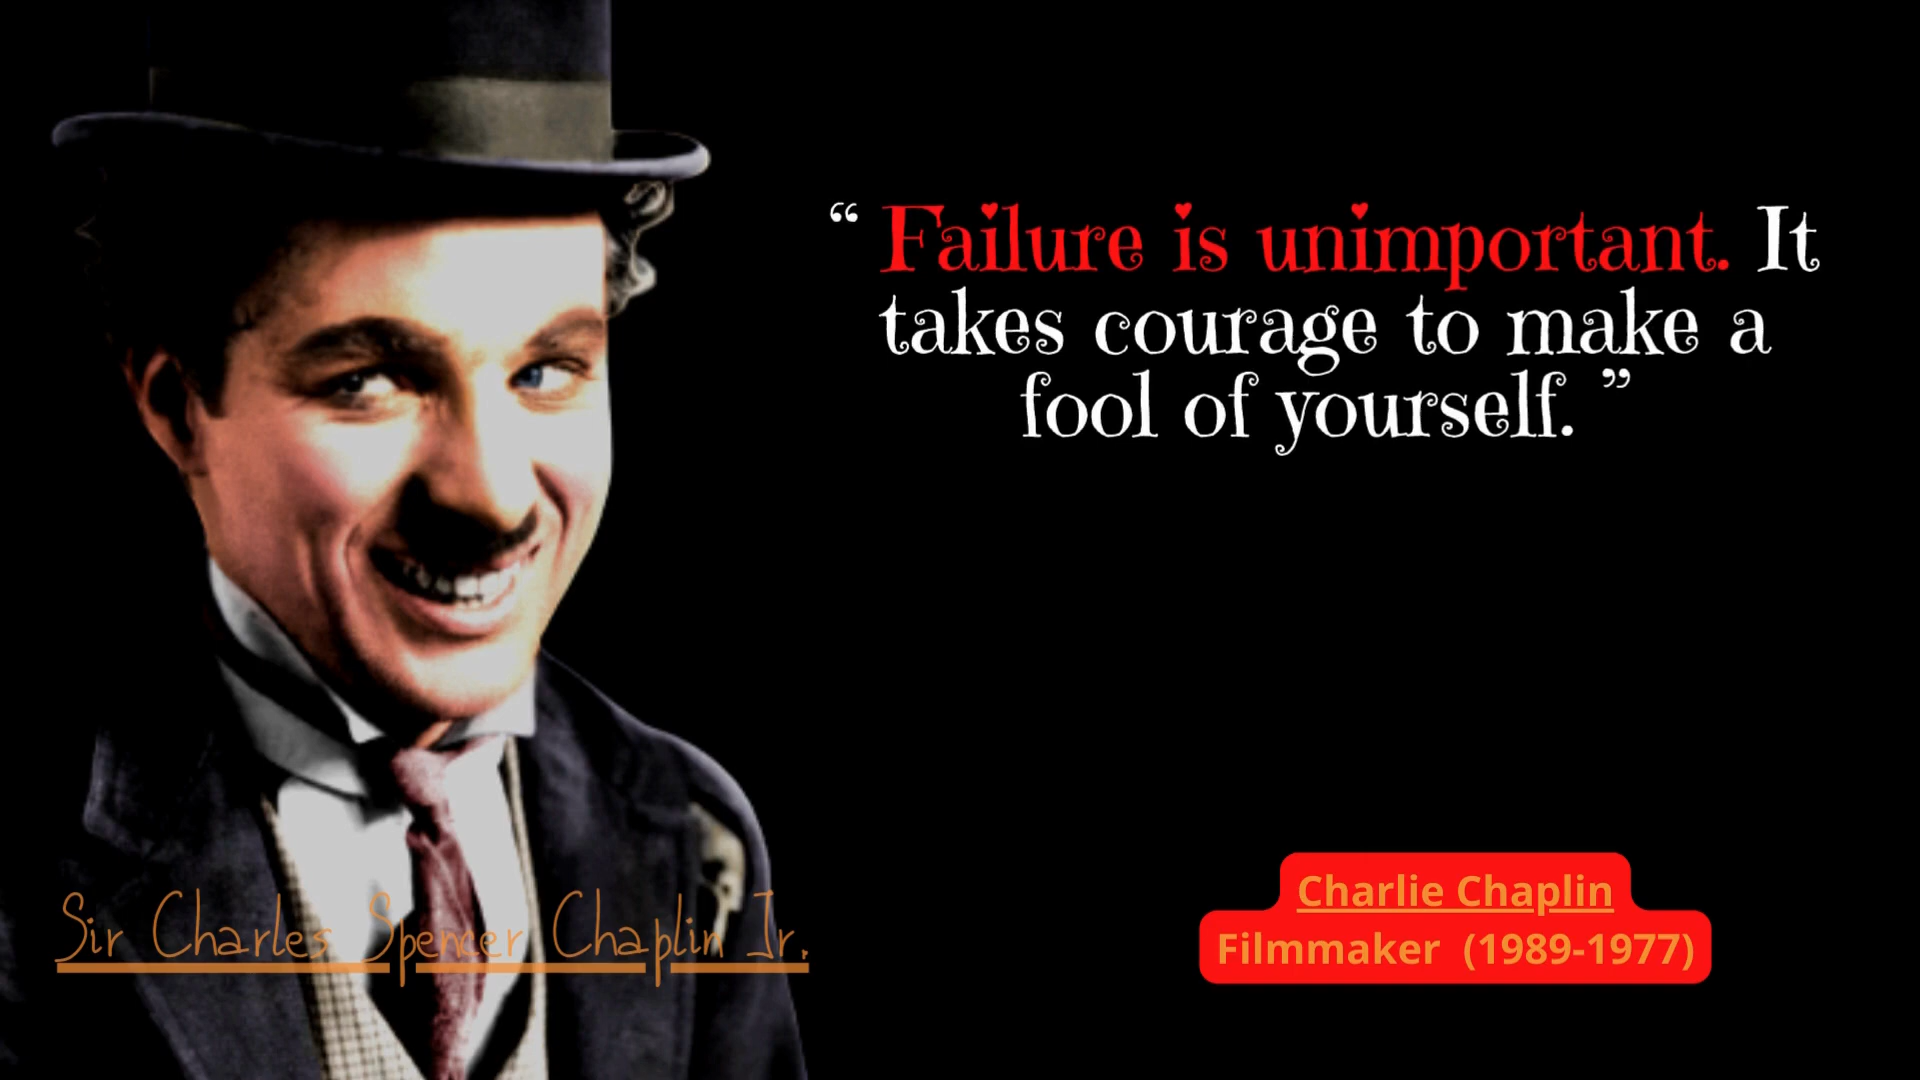 “ Failure is unimportant. It
takes courage to make a
fool of yourself. ”
Sir Charles Spencer Chaplin Jr.
Charlie Chaplin
Filmmaker (1989-1977)